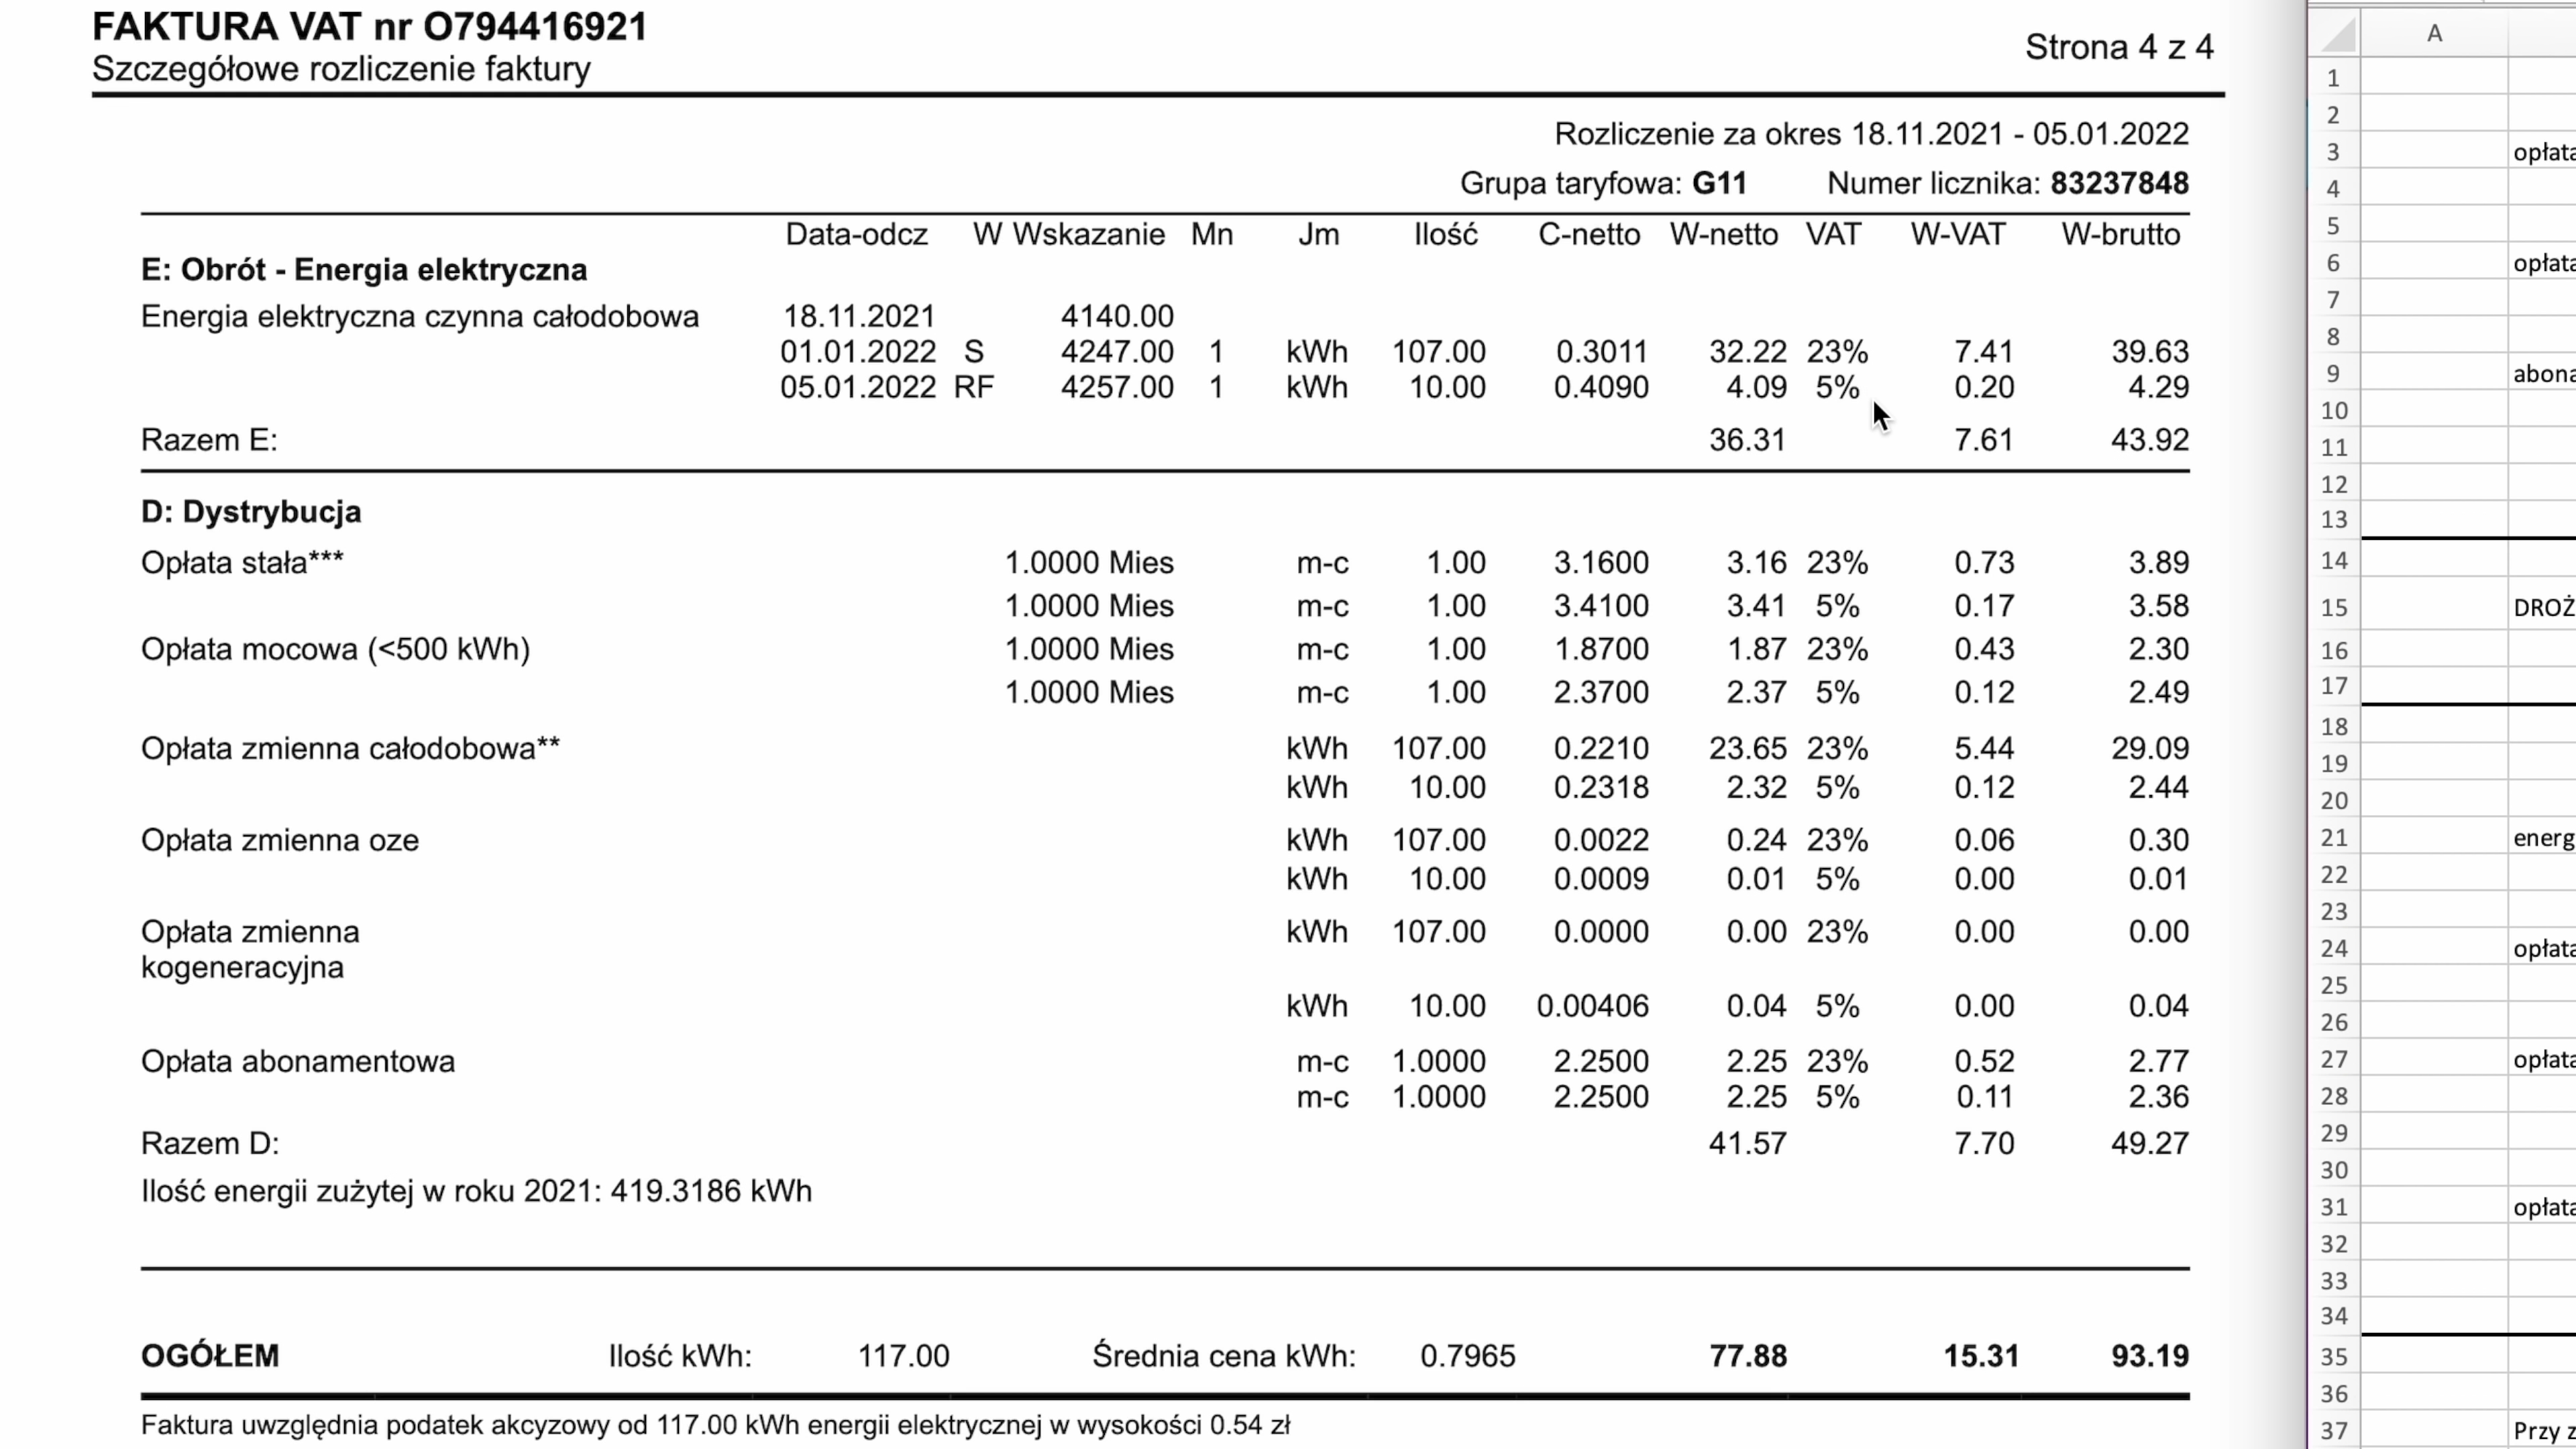 FAKTURA VAT nr O794416921
Szczegółowe rozliczenie faktury
Strona 4 z 4
Rozliczenie za okres 18.11.2021 - 05.01.2022
Grupa taryfowa: G11 Numer licznika: 83237848
Data-odcz W Wskazanie Mn Jm Ilość C-netto W-netto VAT W-VAT W-brutto
E: Obrót - Energia elektryczna
Energia elektryczna czynna całodobowa 18.11.2021 4140.00
01.01.2022 S 4247.00 1 kWh 107.00 0.3011 32.22 23% 7.41 39.63
05.01.2022 RF 4257.00 1 kWh 10.00 0.4090 4.09 5% 0.20 4.29
Razem E: 36.31 7.61 43.92
D: Dystrybucja
Opłata stała*** 1.0000 Mies m-c 1.00 3.1600 3.16 23% 0.73 3.89
1.0000 Mies m-c 1.00 3.4100 3.41 5% 0.17 3.58
Opłata mocowa (<500 kWh) 1.0000 Mies m-c 1.00 1.8700 1.87 23% 0.43 2.30
1.0000 Mies m-c 1.00 2.3700 2.37 5% 0.12 2.49
Opłata zmienna całodobowa** kWh 107.00 0.2210 23.65 23% 5.44 29.09
kWh 10.00 0.2318 2.32 5% 0.12 2.44
Opłata zmienna oze kWh 107.00 0.0022 0.24 23% 0.06 0.30
kWh 10.00 0.0009 0.01 5% 0.00 0.01
Opłata zmienna kWh 107.00 0.0000 0.00 23% 0.00 0.00
kogeneracyjna
kWh 10.00 0.00406 0.04 5% 0.00 0.04
Opłata abonamentowa m-c 1.0000 2.2500 2.25 23% 0.52 2.77
m-c 1.0000 2.2500 2.25 5% 0.11 2.36
Razem D: 41.57 7.70 49.27
Ilość energii zużytej w roku 2021: 419.3186 kWh
OGÓŁEM Ilość kWh: 117.00 Średnia cena kWh: 0.7965 77.88 15.31 93.19
Faktura uwzględnia podatek akcyzowy od 117.00 kWh energii elektrycznej w wysokości 0.54 zł
A
1
2
3 opłata
4
5
6 opłata
7
8
9 abona
10
11
12
13
14
15 DROŻ
16
17
18
19
20
21 energ
22
23
24 opłata
25
26
27 opłata
28
29
30
31 opłata
32
33
34
35
36
37 Przy z